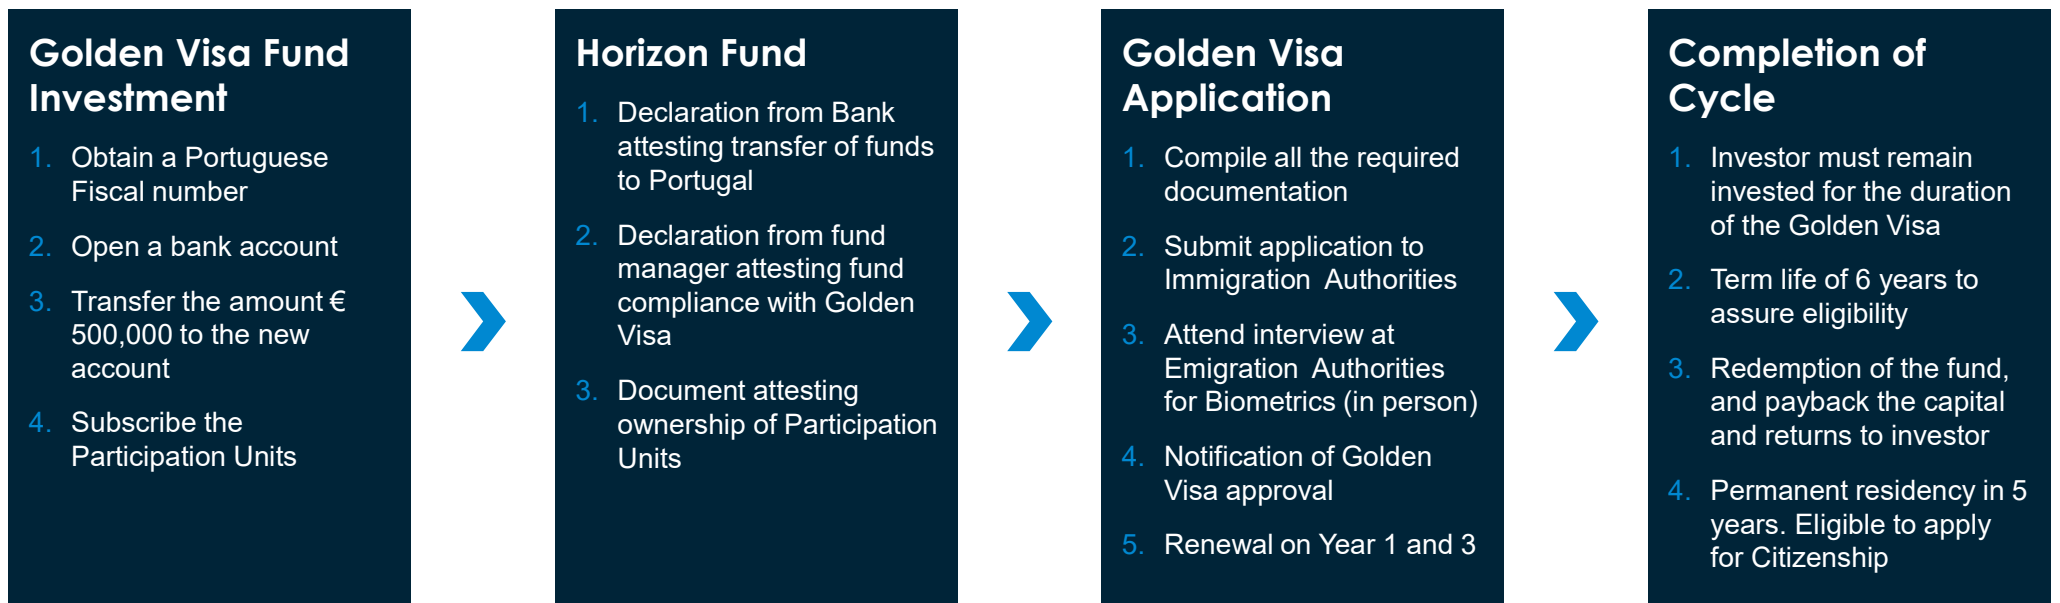 Golden Visa Fund
Investment
1. Obtain a Portuguese
Fiscal number
2. Open a bank account
3. Transfer the amount €
500,000 to the new
account
4. Subscribe the
Participation Units
Horizon Fund
1. Declaration from Bank
attesting transfer of funds
to Portugal
2. Declaration from fund
manager attesting fund
compliance with Golden
Visa
3. Document attesting
ownership of Participation
Units
Golden Visa
Application
1. Compile all the required
documentation
2. Submit application to
Immigration  Authorities
3. Attend interview at
Emigration  Authorities
for Biometrics (in person)
4. Notification of Golden
Visa approval
5. Renewal on Year 1 and 3
Completion of
Cycle
1. Investor must remain
invested for the duration
of the Golden Visa
2. Term life of 6 years to
assure eligibility
3. Redemption of the fund,
and payback the capital
and returns to investor
4. Permanent residency in 5
years. Eligible to apply
for Citizenship